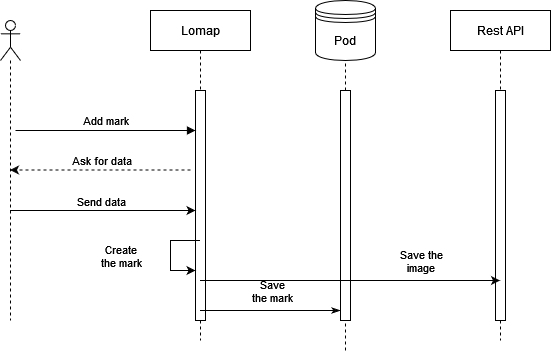 Lomap
Pod
Rest API
Add mark
Ask for data
Send data
Create
the mark
Save the
image
Save
the mark